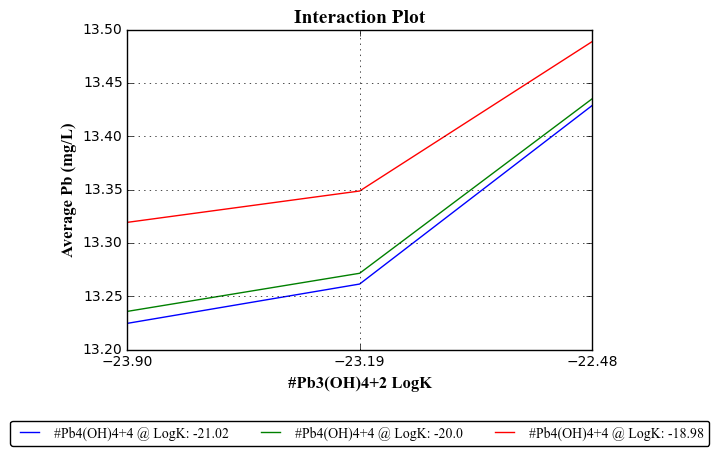 Interaction Plot
13.50
13.45
13.40
13.35
13.30
13.25
13.20
Average Pb (mg/L)
−23.90 −23.19 −22.48
#Pb3(OH)4+2 LogK
#Pb4(OH)4+4 @ LogK: -21.02 #Pb4(OH)4+4 @ LogK: -20.0 #Pb4(OH)4+4 @ LogK: -18.98